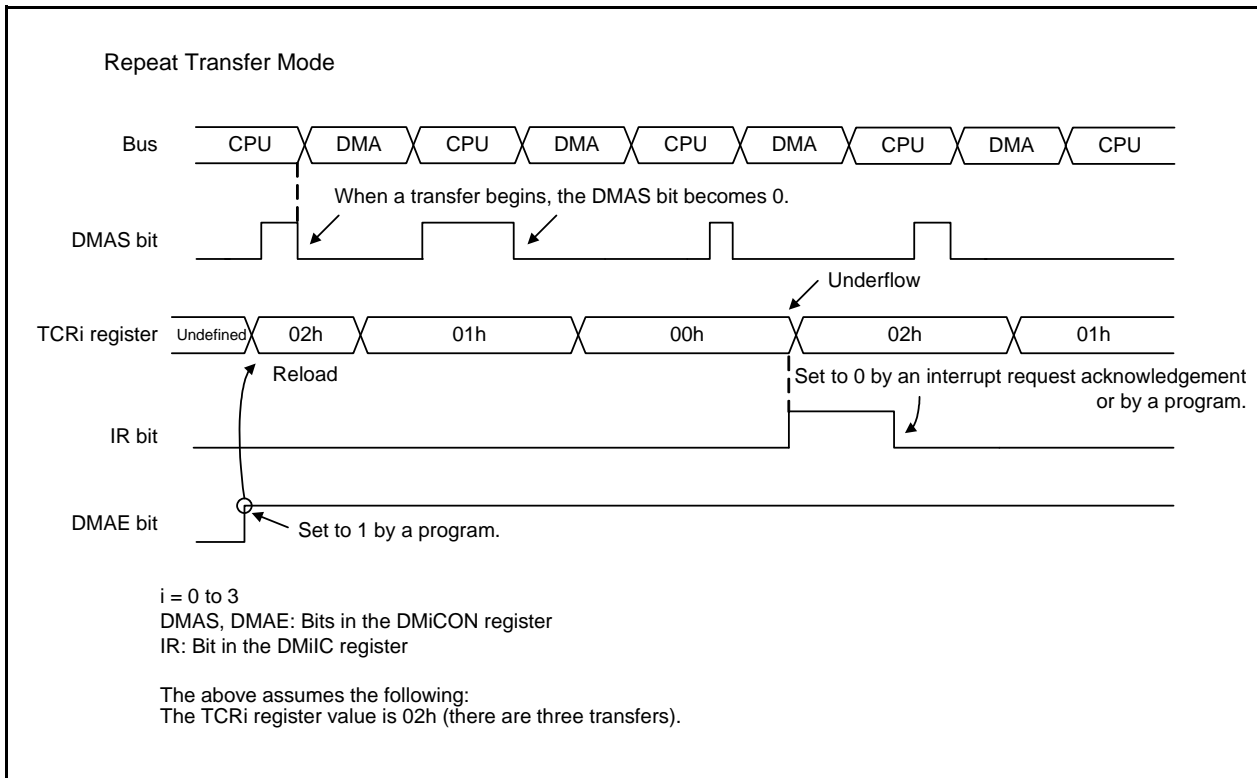 Repeat Transfer Mode
Bus CPU DMA CPU DMA CPU DMA CPU DMA CPU
When a transfer begins, the DMAS bit becomes 0.
DMAS bit
Underflow
TCRi register Undefined 02h 01h 00h 02h 01h
Reload
Set to 0 by an interrupt request acknowledgement
or by a program.
IR bit
DMAE bit
Set to 1 by a program.
i = 0 to 3
DMAS, DMAE: Bits in the DMiCON register
IR: Bit in the DMiIC register
The above assumes the following:
The TCRi register value is 02h (there are three transfers).